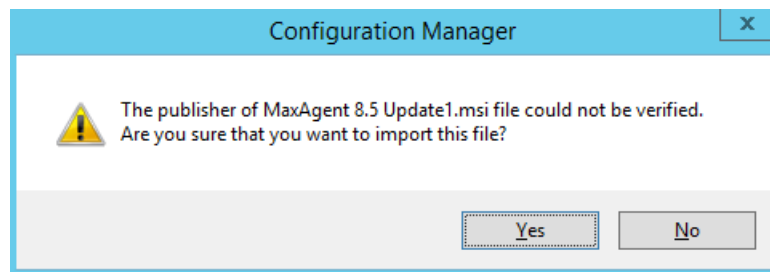 Configuration Manager
x
The publisher of MaxAgent 8.5 Update1.msi file could not be verified.
Are you sure that you want to import this file?
Yes
No